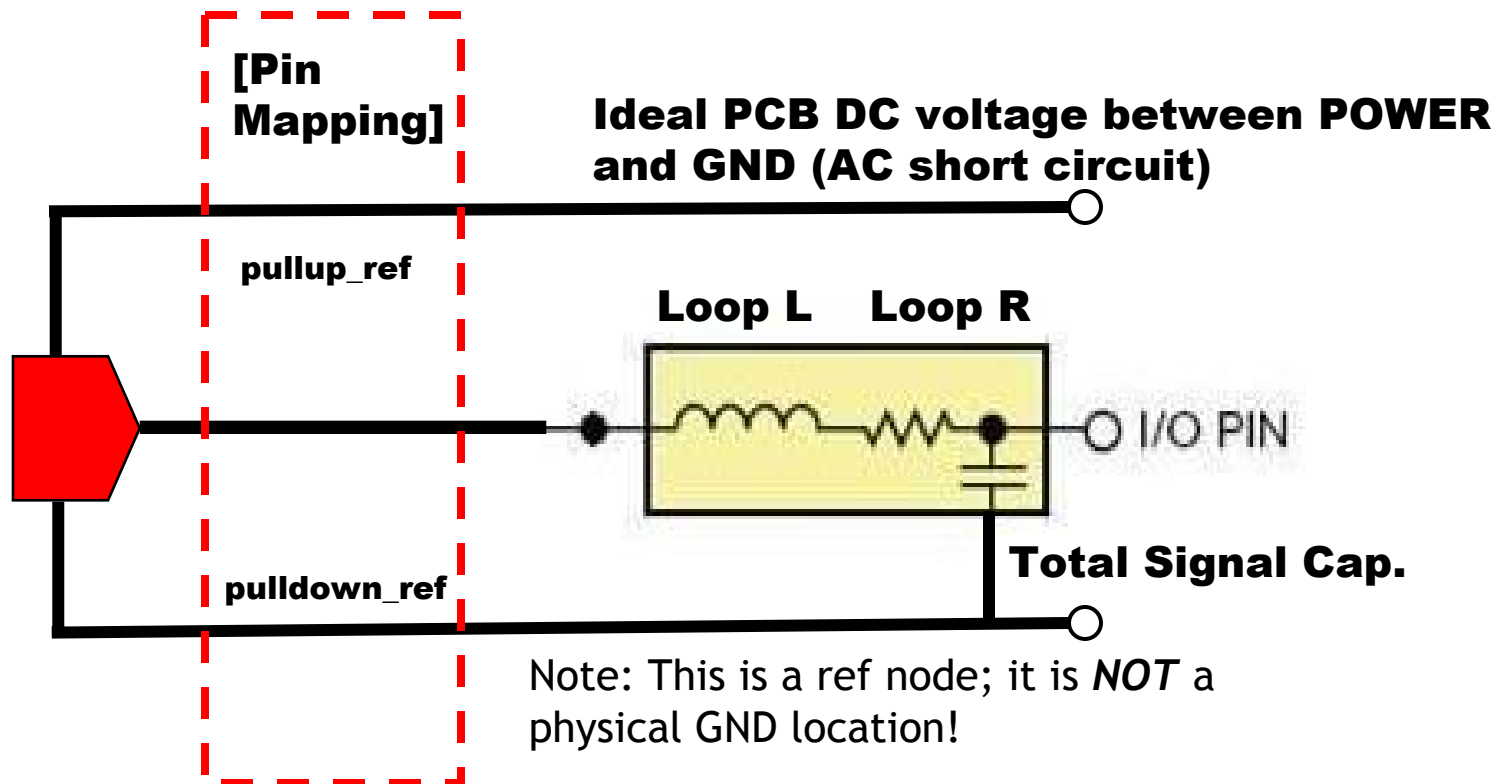 [Pin
Mapping]
Ideal PCB DC voltage between POWER
and GND (AC short circuit)
pullup_ref
Loop L Loop R
I/O PIN
Total Signal Cap.
pulldown_ref
Note: This is a ref node; it is NOT a
physical GND location!